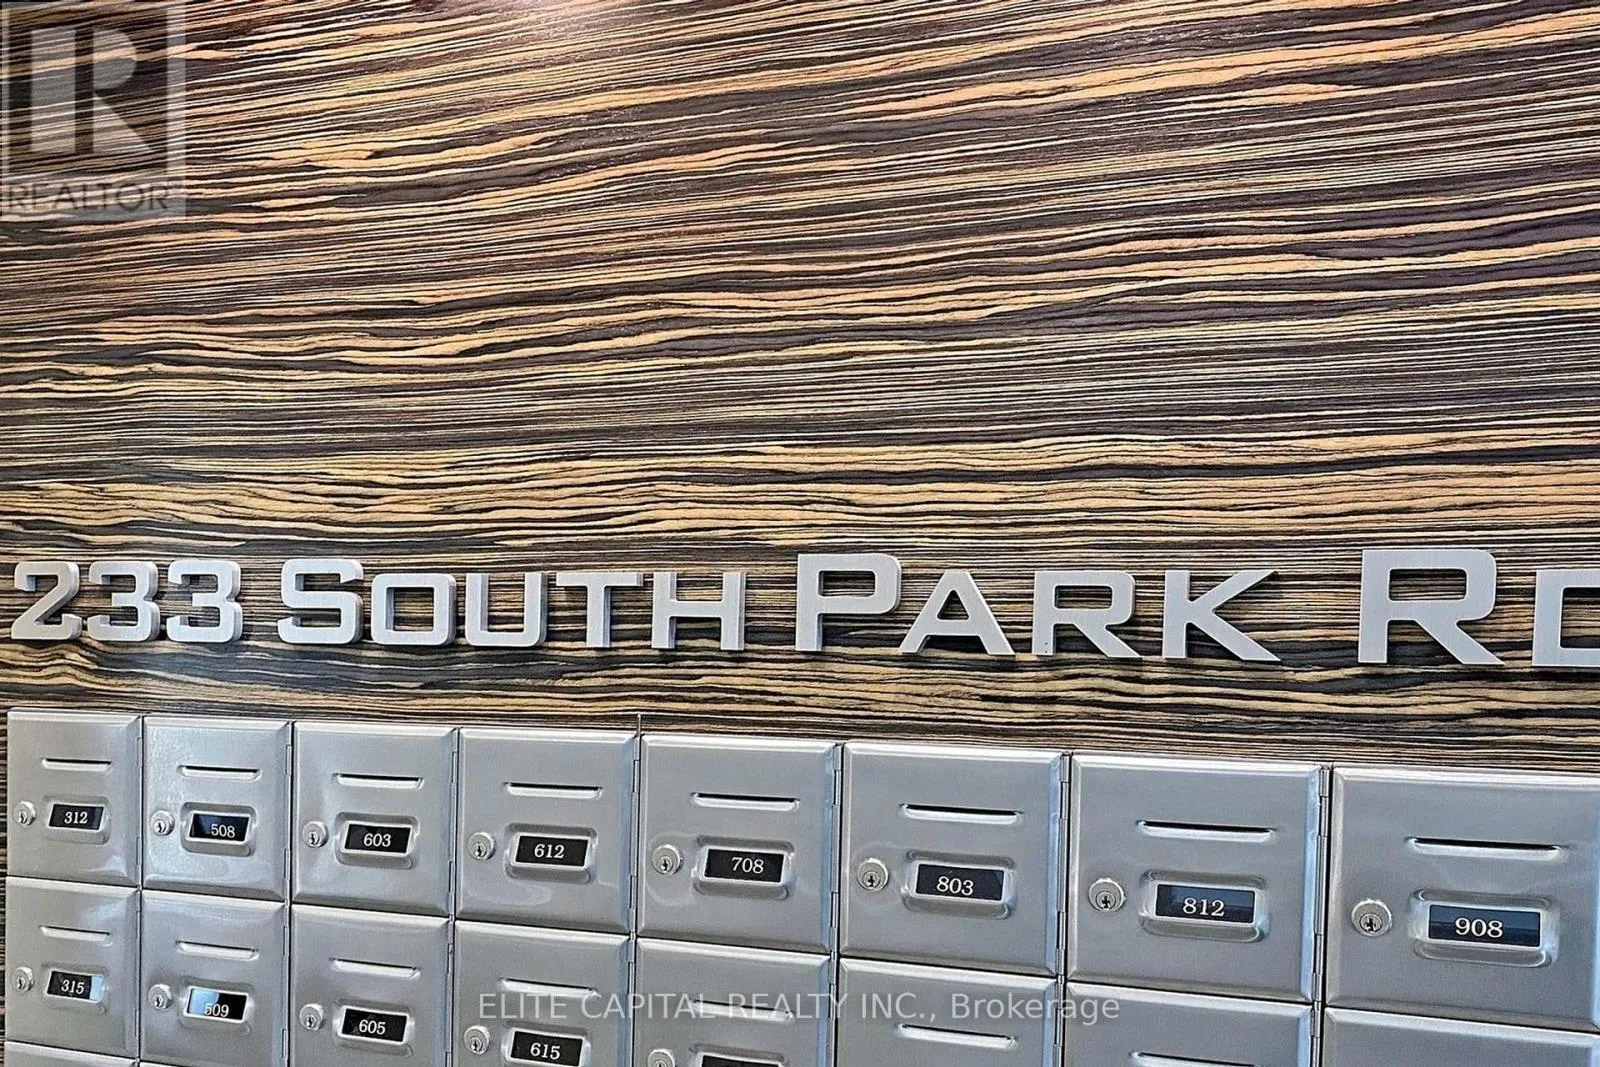 R
REALTOR
233 SOUTH PARK
312 508 603 612 708 803 812 908
315 509 605 615
ELITE CAPITAL REALTY INC., Brokerage